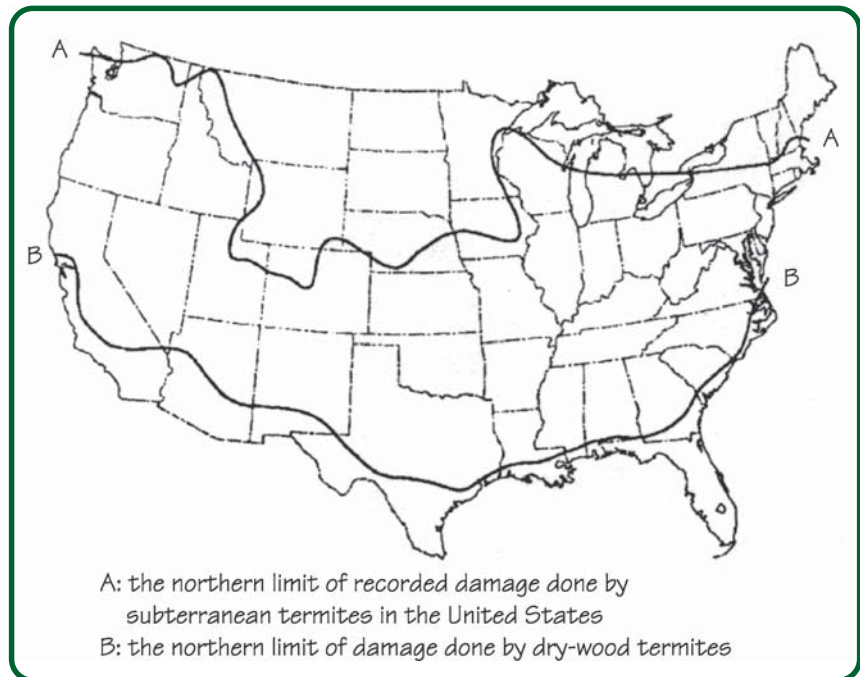 A
A
B
B
A: the northern limit of recorded damage done by
subterranean termites in the United States
B: the northern limit of damage done by dry-wood termites